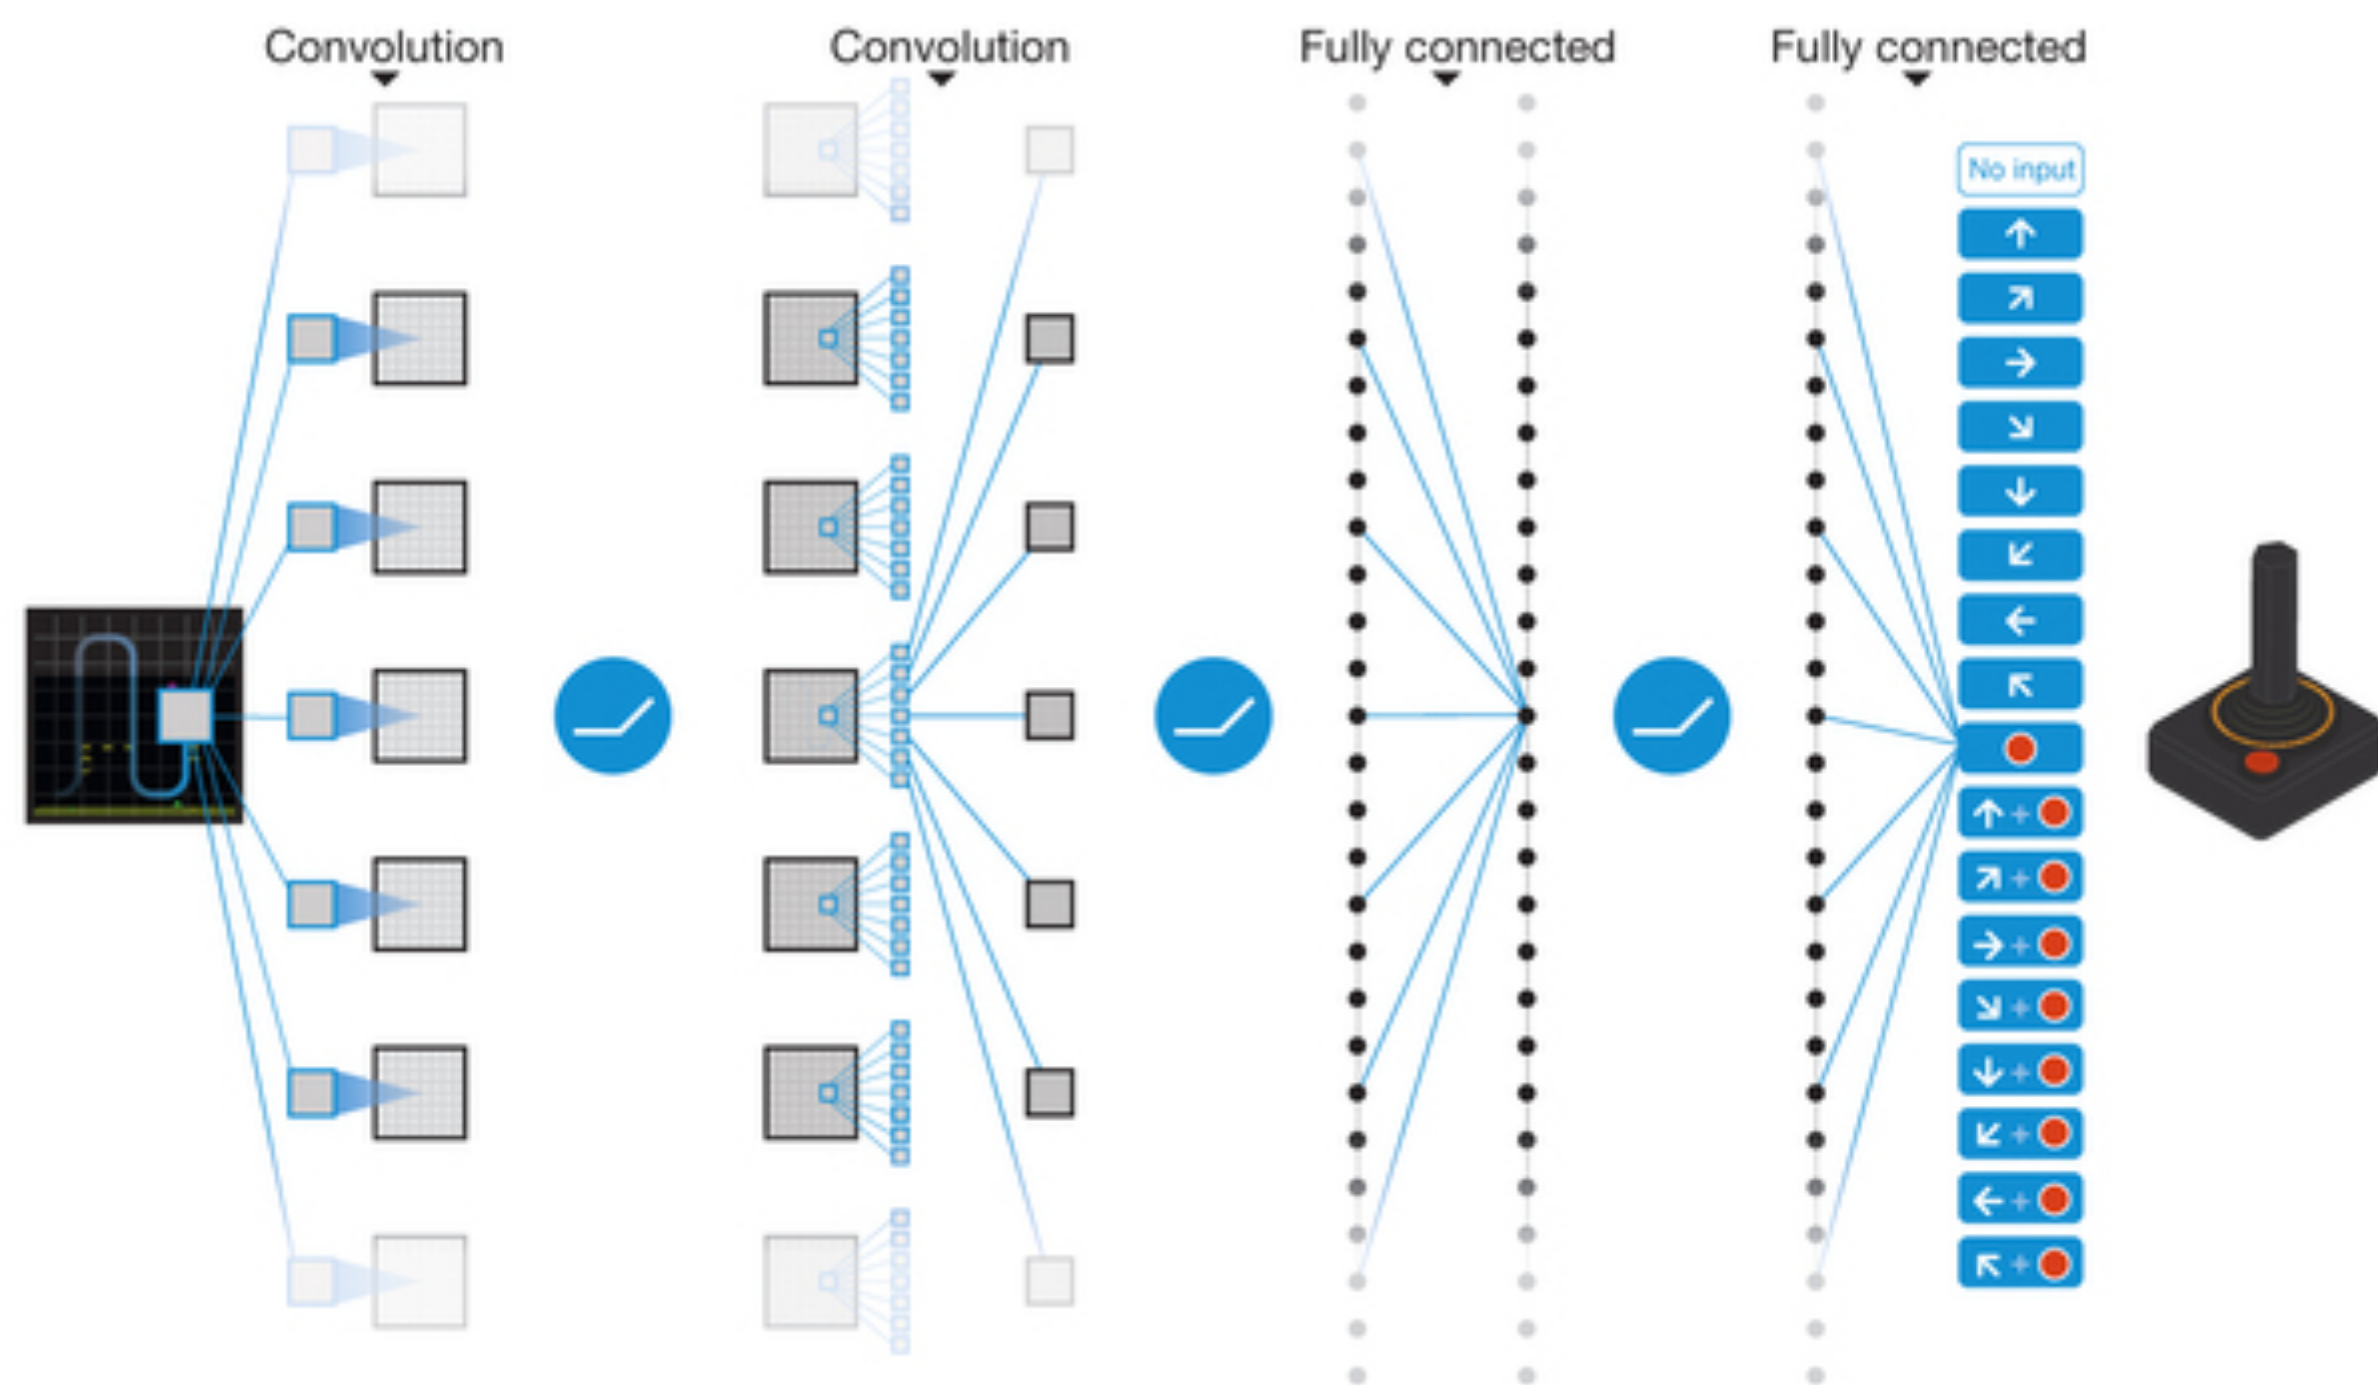 Convolution
Convolution
Fully connected
Fully connected
No input
+
+
+
+
+
+
+
+